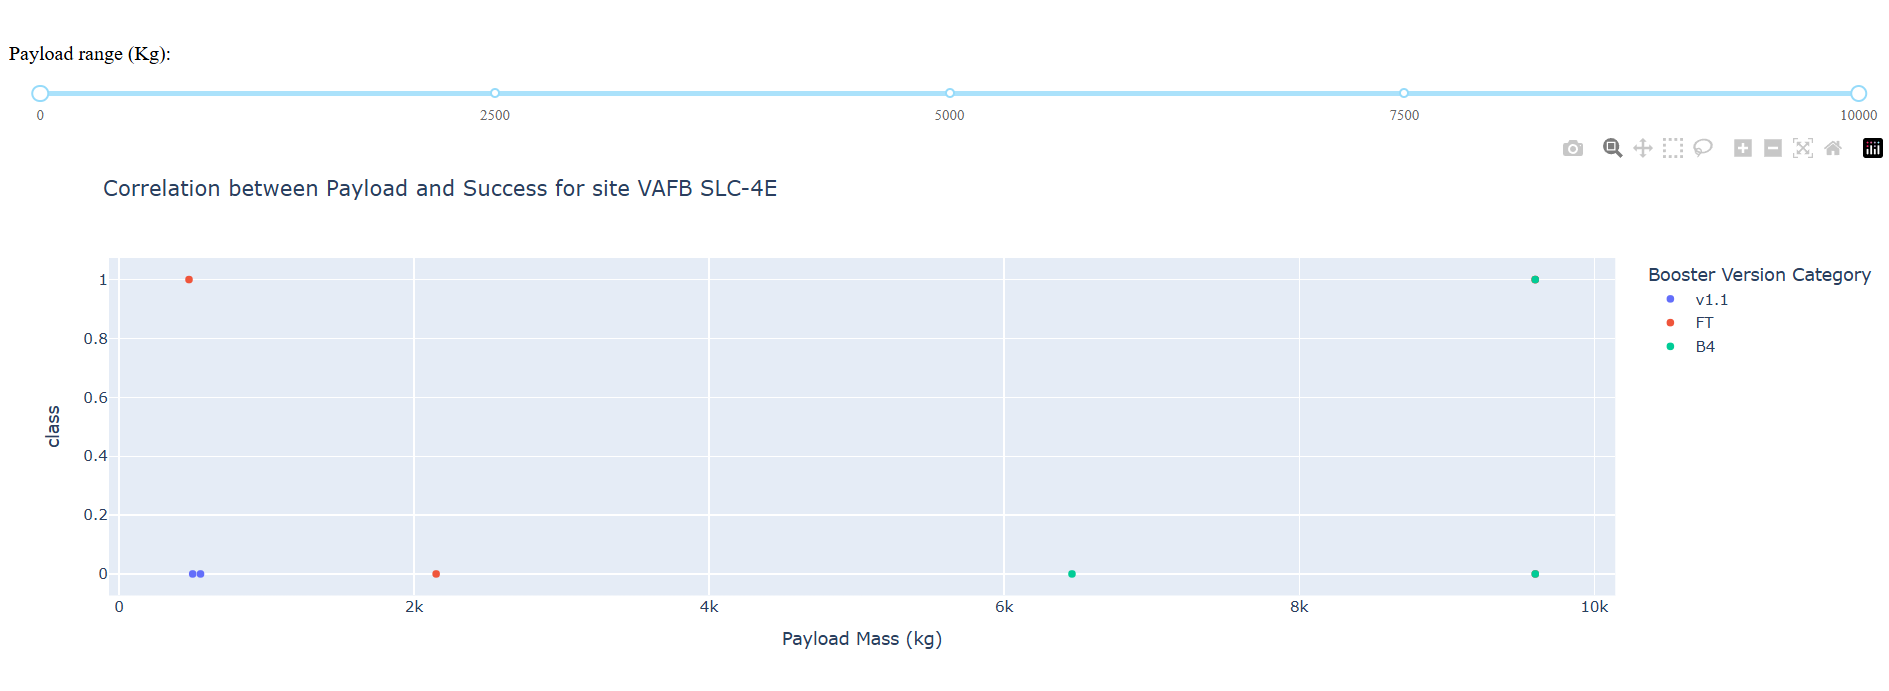 Payload range (Kg):
0 2500 5000 7500 10000
Correlation between Payload and Success for site VAFB SLC-4E
1
0.8
0.6
0.4
0.2
0
class
0 2k 4k 6k 8k 10k
Payload Mass (kg)
Booster Version Category
v1.1
FT
B4